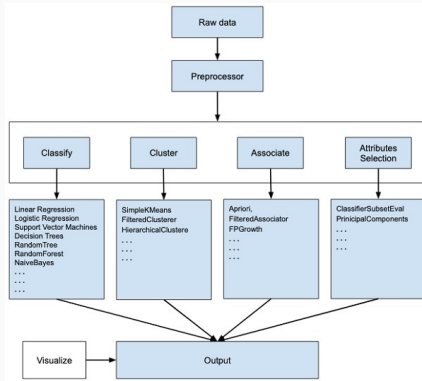 Raw data
Preprocessor
Classify
Cluster
Associate
Attributes
Selection
Linear Regression
Logistic Regression
Support Vector Machines
Decision Trees
RandomTree
RandomForest
NaiveBayes
. . .
. . .
. . .
SimpleKMeans
FilteredClusterer
HierarchicalClustere
. . .
. . .
. . .
Apriori,
FilteredAssociator
FPGrowth
. . .
. . .
. . .
ClassifierSubsetEval
PrinicipalComponents
. . .
. . .
. . .
Visualize
Output